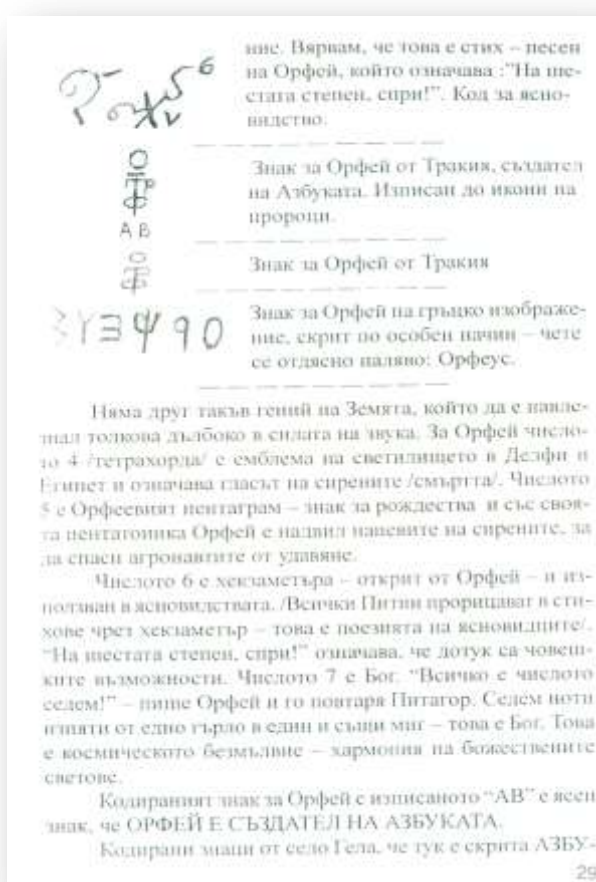 ние. Вярвам, че това е стих – песен
на Орфей, който означава :"На ше-
стата степен, спри!". Код за ясно-
видство.
6
Знак за Орфей от Тракия, създател
на Азбуката. Изписан до икони на
пророци.
А В
Знак за Орфей от Тракия
Знак за Орфей на гръцко изображе-
ние, скрит по особен начин – чете
се отдясно наляво: Орфеус.
Няма друг такъв гений на Земята, който да е навле-
знал толкова дълбоко в силата на звука. За Орфей число-
то 4 /тетрахорда/ е емблема на светилището в Делфи и
Египет и означава гласът на сирените /смъртта/. Числото
5 е Орфеевият пентаграм – знак за рождества и със своя-
та пентатоника Орфей е надвил напевите на сирените, за
да спаси агронавтите от удавяне.
Числото 6 е хекзаметъра – открит от Орфей – и из-
ползван в ясновидствата. /Всички Питии прорицават в сти-
хове чрез хекзаметър – това е поезията на ясновидците/.
"На шестата степен, спри!" означава, че дотук са човеш-
ките възможности. Числото 7 е Бог. "Всичко е числото
седем!" – пише Орфей и го повтаря Питагор. Седем ноти
изпяти от едно гърло в един и същи миг – това е Бог. Това
е космическото безмълвие – хармония на божествените
светове.
Кодираният знак за Орфей с изписаното "АВ" е ясен
знак, че ОРФЕЙ Е СЪЗДАТЕЛ НА АЗБУКАТА.
Кодирани знаци от село Гела, че тук е скрита АЗБУ-
29